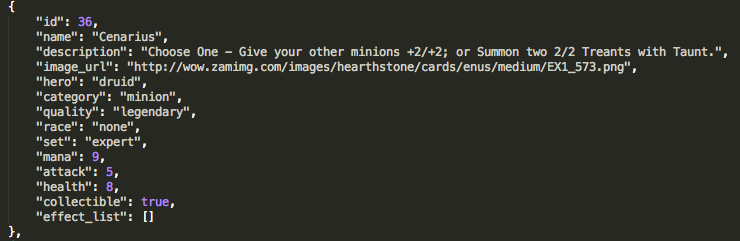 {
"id": 36,
"name": "Cenarius",
"description": "Choose One - Give your other minions +2/+2; or Summon two 2/2 Treants with Taunt.",
"image_url": "http://wow.zamimg.com/images/hearthstone/cards/enus/medium/EX1_573.png",
"hero": "druid",
"category": "minion",
"quality": "legendary",
"race": "none",
"set": "expert",
"mana": 9,
"attack": 5,
"health": 8,
"collectible": true,
"effect_list": []
},